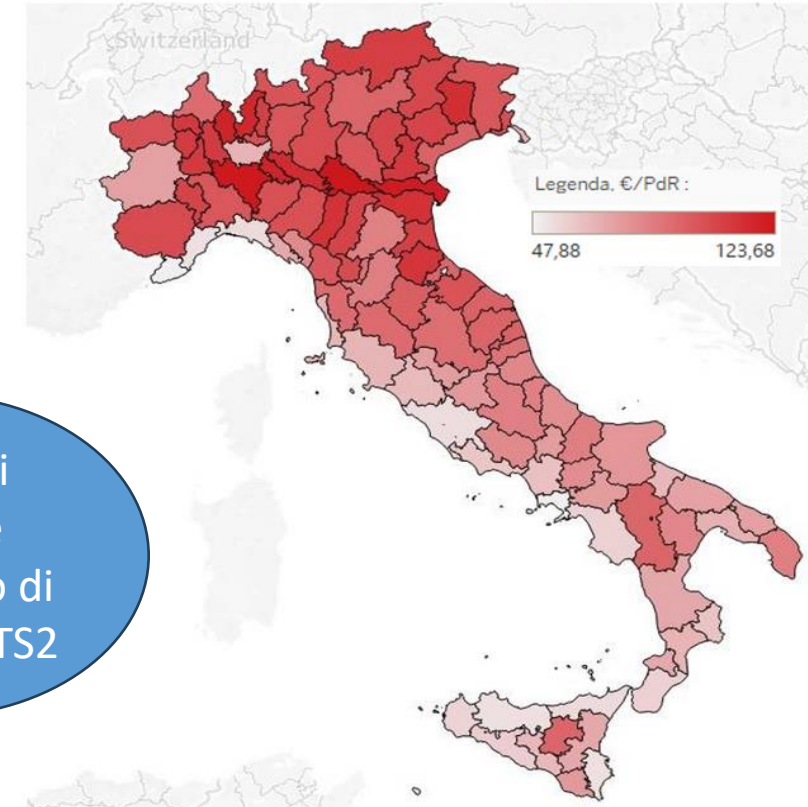 Switzerland
Legenda. €/PdR :
47,88 123,68
i
e
o di
TS2